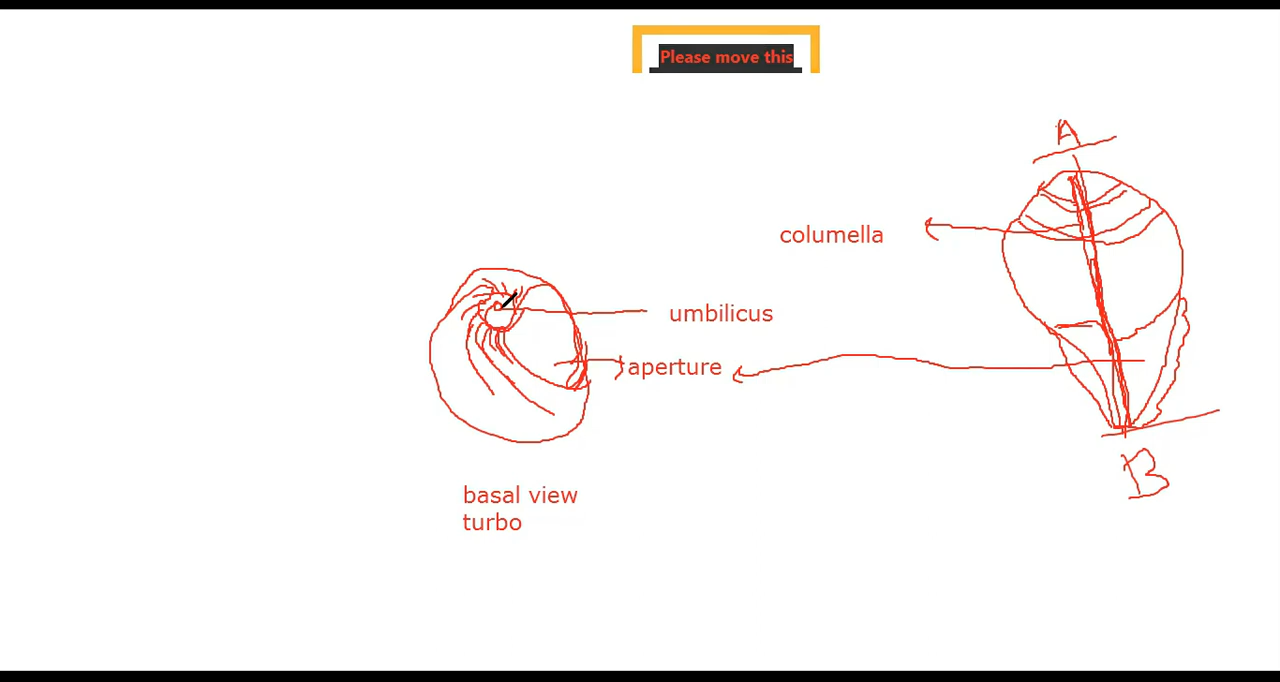 Please move this
A
columella
umbilicus
aperture
B
basal view
turbo